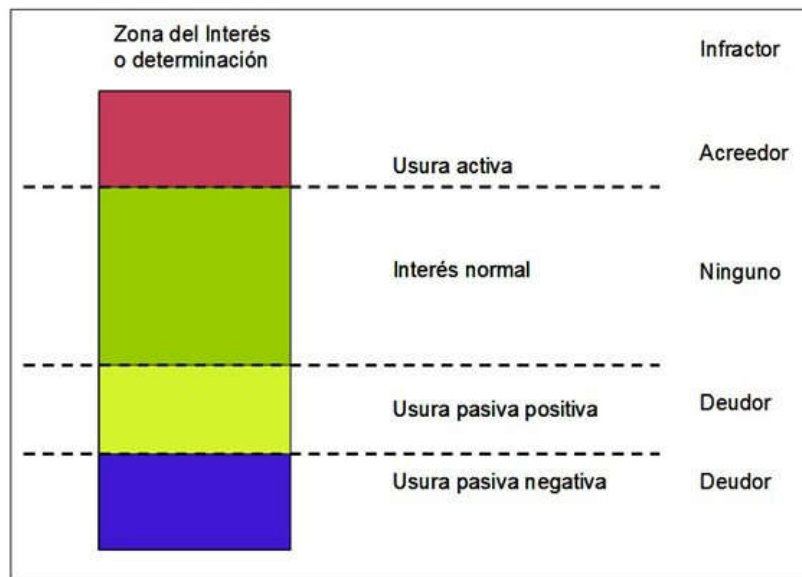 Zona del Interés
o determinación
Infractor
Usura activa
Acreedor
Interés normal
Ninguno
Usura pasiva positiva
Deudor
Usura pasiva negativa
Deudor